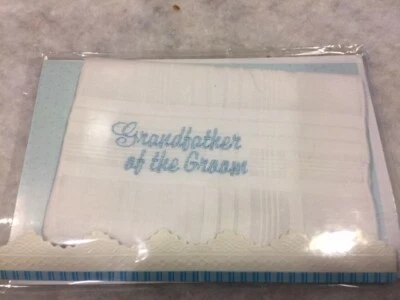 Grandfather
of the Groom